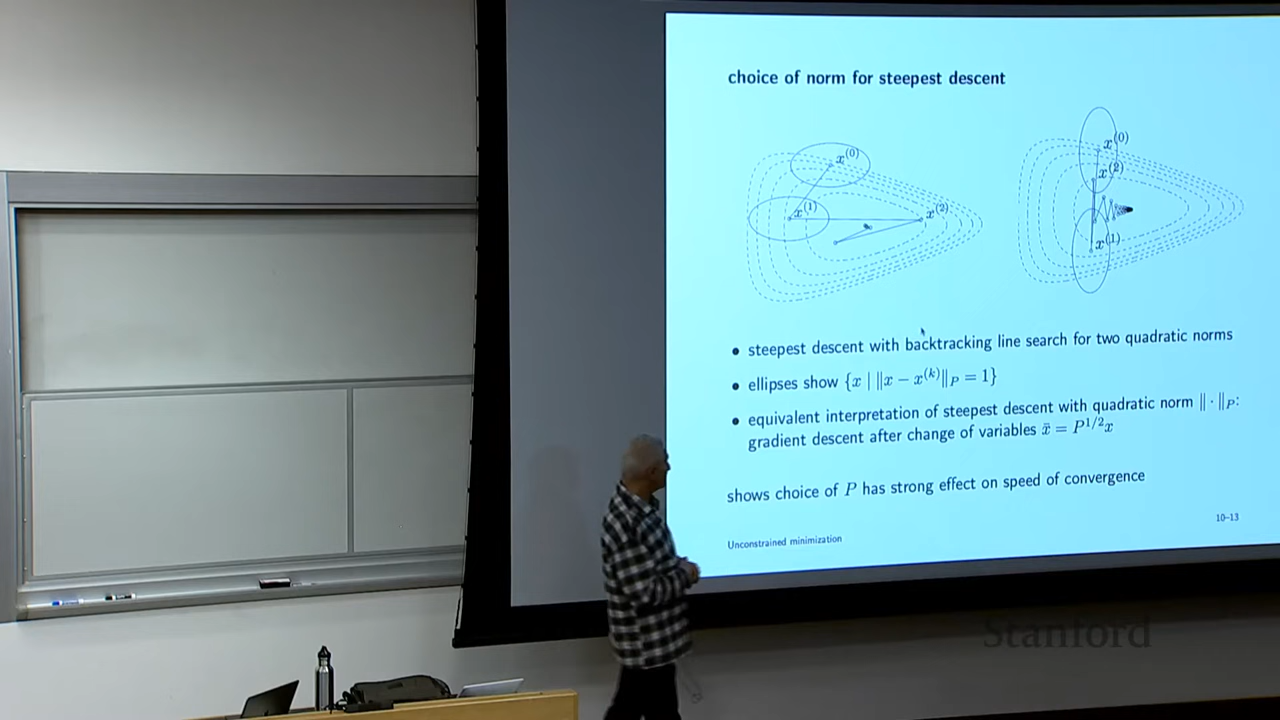 choice of norm for steepest descent
x^(0)
x^(1)
x^(2)
x^(0)
x^(2)
x^(1)
• steepest descent with backtracking line search for two quadratic norms
• ellipses show {x | ‖x − x^(k)‖_P = 1}
• equivalent interpretation of steepest descent with quadratic norm ‖ · ‖_P:
gradient descent after change of variables x̄ = P^{1/2}x
shows choice of P has strong effect on speed of convergence
10–13
Unconstrained minimization
Stanford